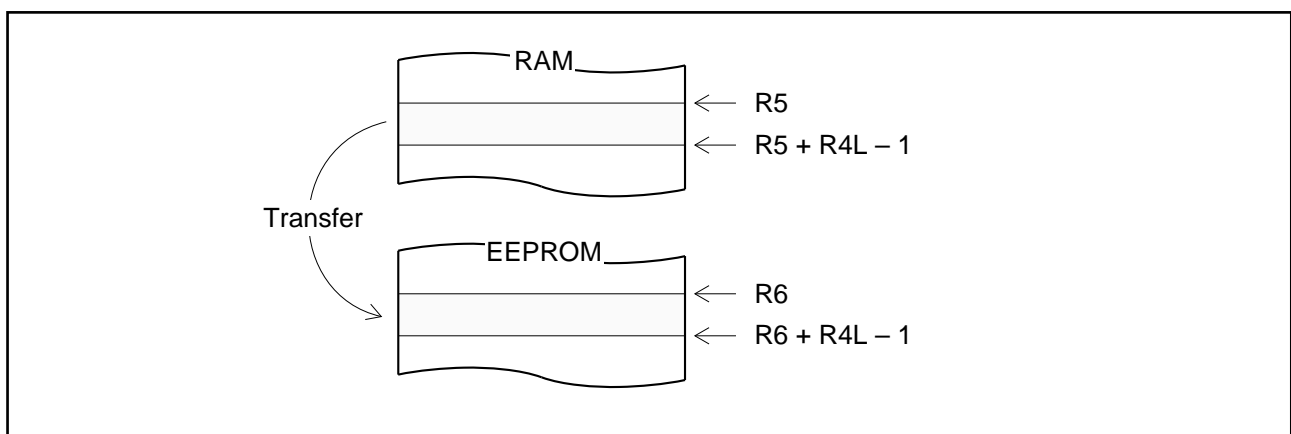 RAM
R5
R5 + R4L – 1
Transfer
EEPROM
R6
R6 + R4L – 1